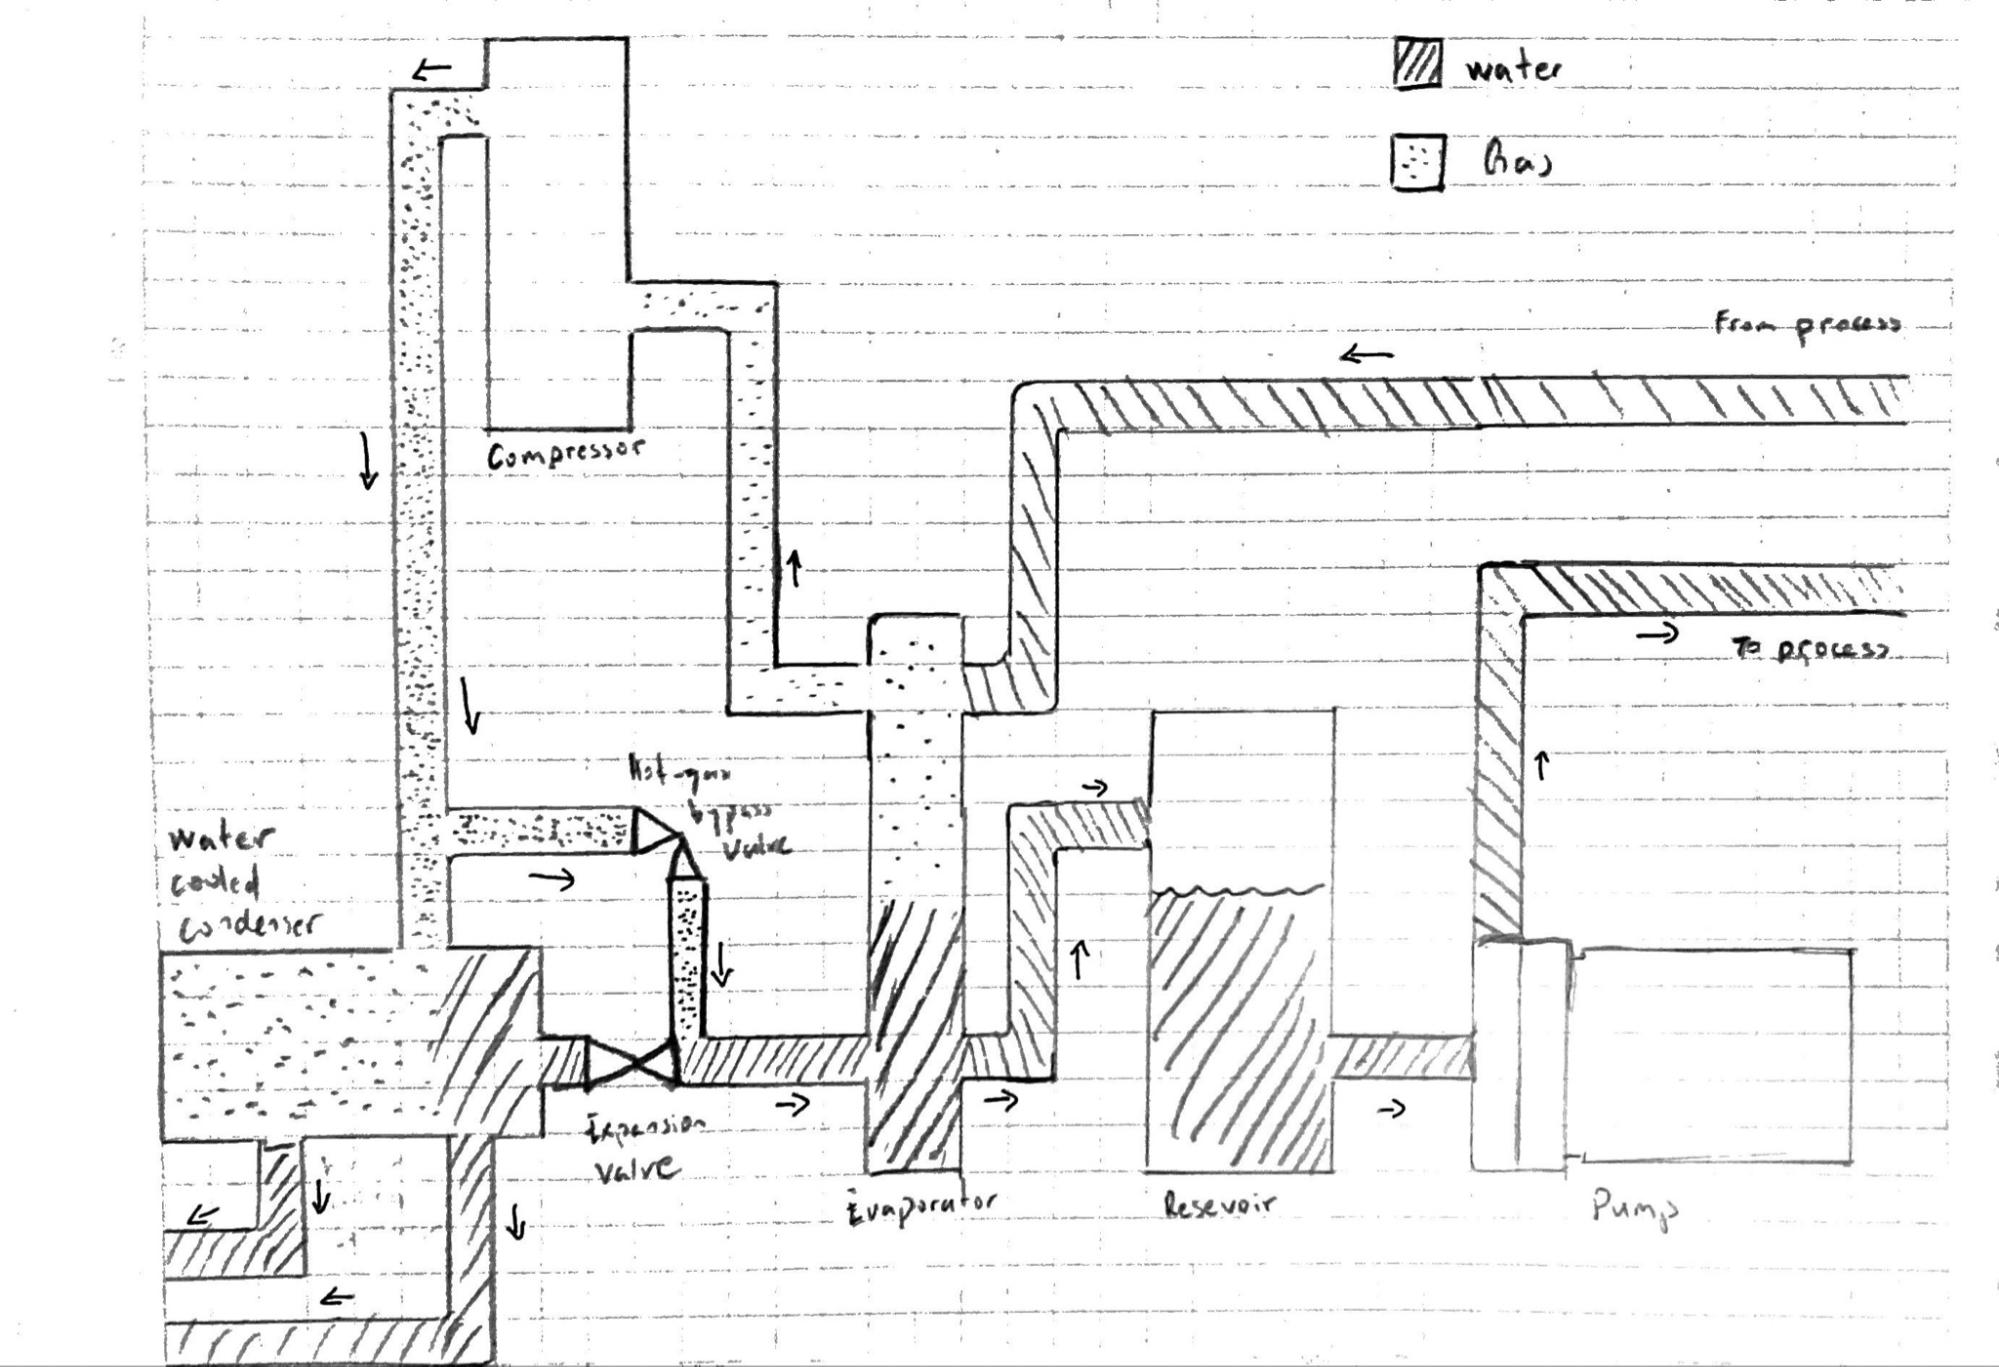 water
Gas
From process
Compressor
To process
Hot-gas
bypass
Valve
Water
cooled
condenser
Expansion
Valve
Evaporator
Resevoir
Pump